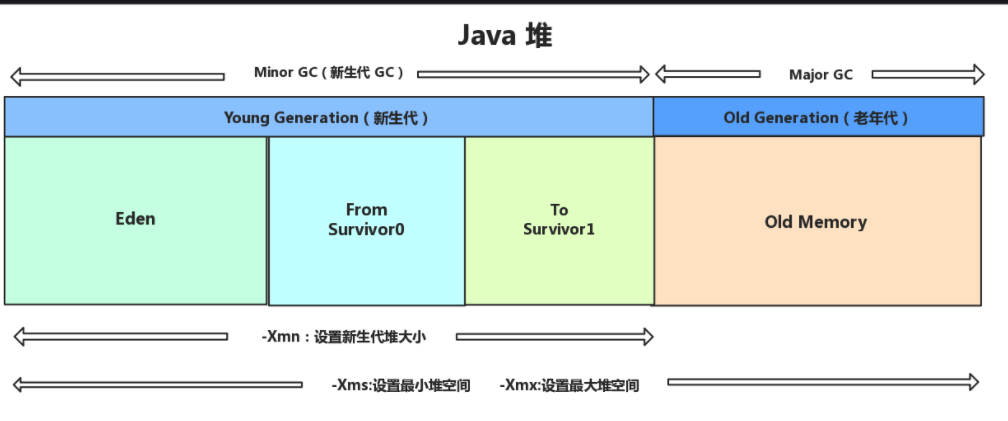 Java 堆
Minor GC（新生代 GC） Major GC
Young Generation（新生代） Old Generation（老年代）
Eden
From
Survivor0
To
Survivor1
Old Memory
-Xmn：设置新生代堆大小
-Xms:设置最小堆空间 -Xmx:设置最大堆空间